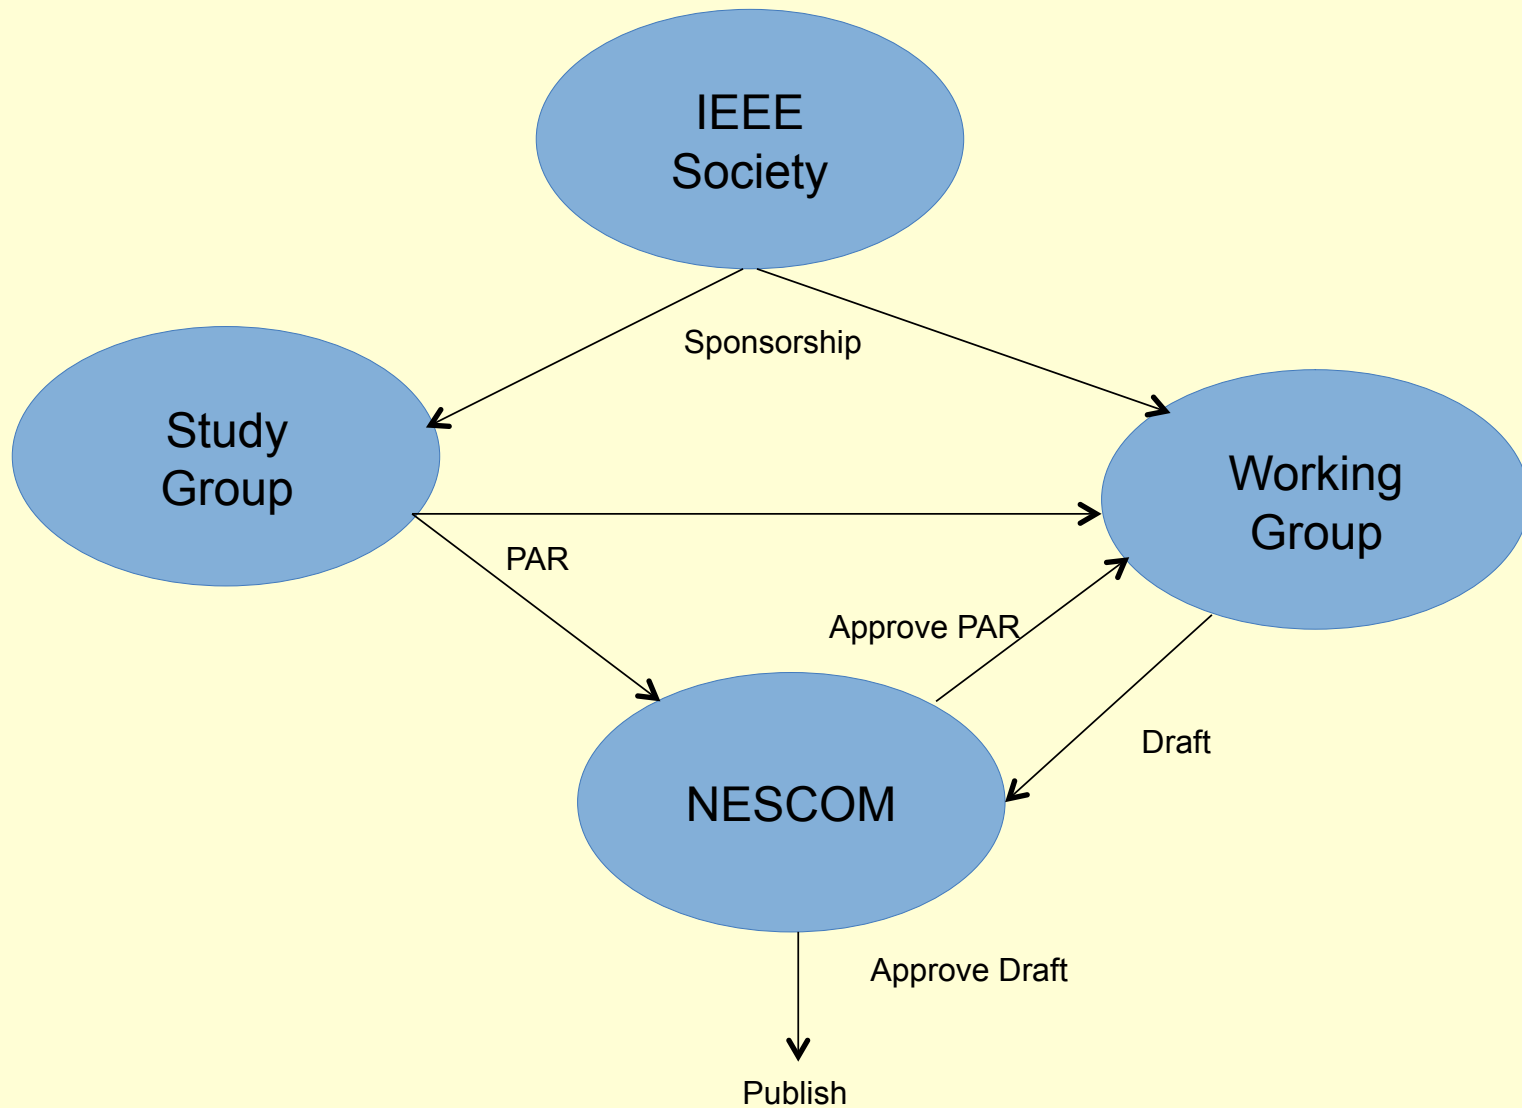 IEEE
Society
Sponsorship
Study
Group
Working
Group
PAR
Approve PAR
Draft
NESCOM
Approve Draft
Publish